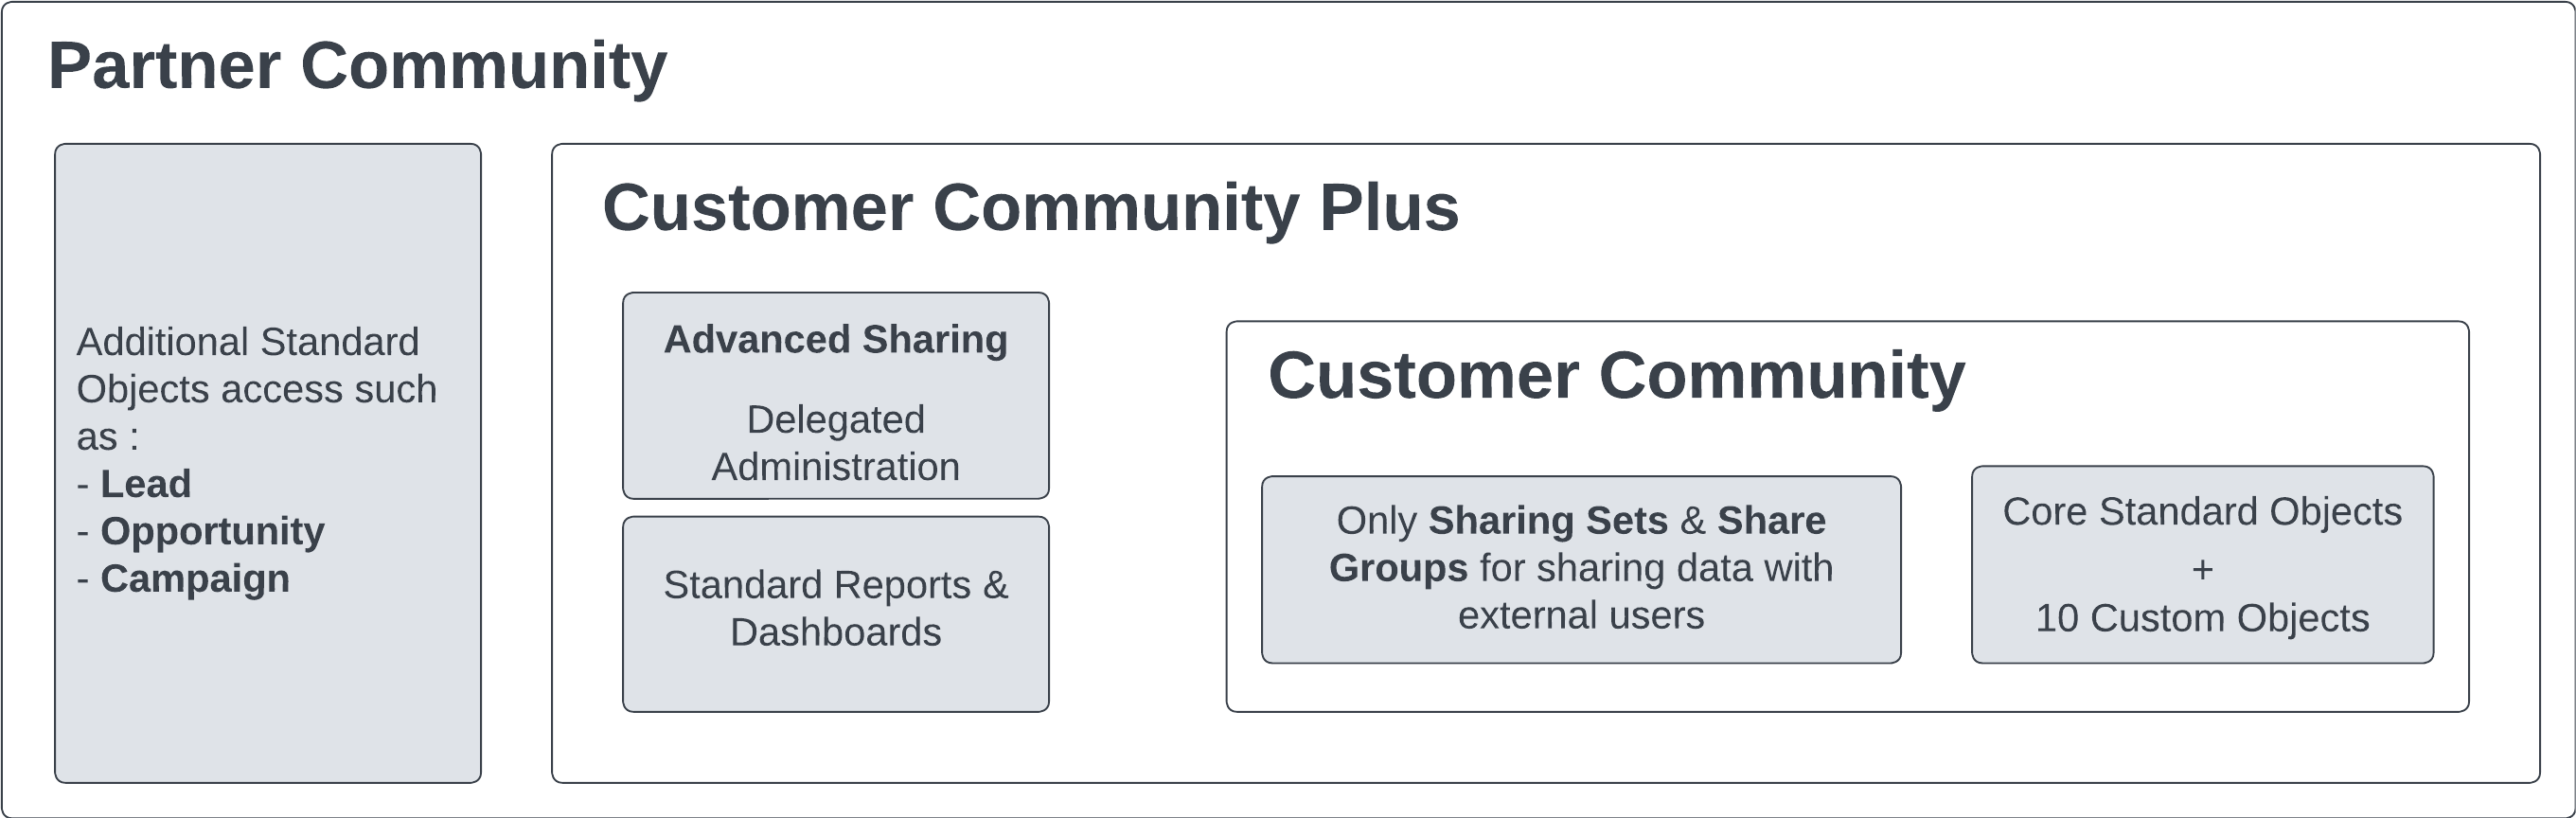 Partner Community
Additional Standard
Objects access such
as :
- Lead
- Opportunity
- Campaign
Customer Community Plus
Advanced Sharing
Delegated
Administration
Standard Reports &
Dashboards
Customer Community
Only Sharing Sets & Share
Groups for sharing data with
external users
Core Standard Objects
+
10 Custom Objects